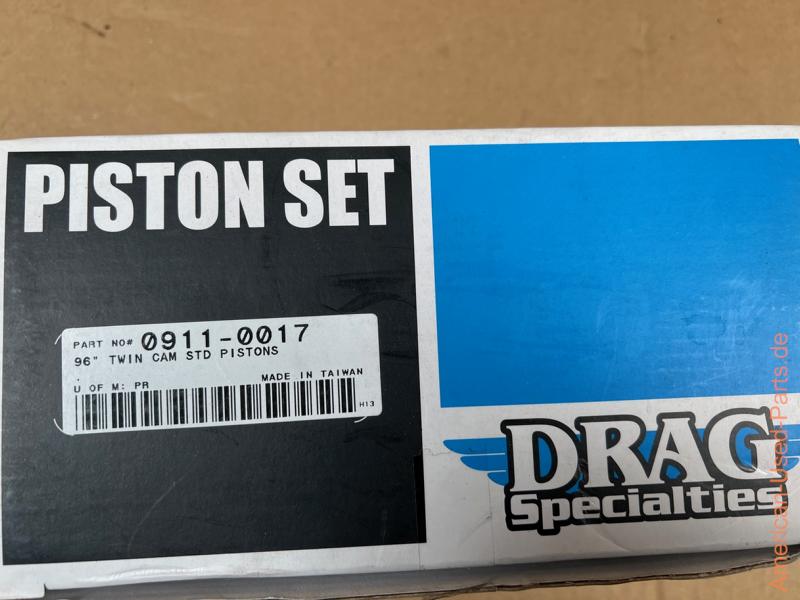 PISTON SET
PART NO# 0911-0017
96" TWIN CAM STD PISTONS
.
U OF M: PR MADE IN TAIWAN
H13
DRAG
Specialties
American-Used-Parts.de